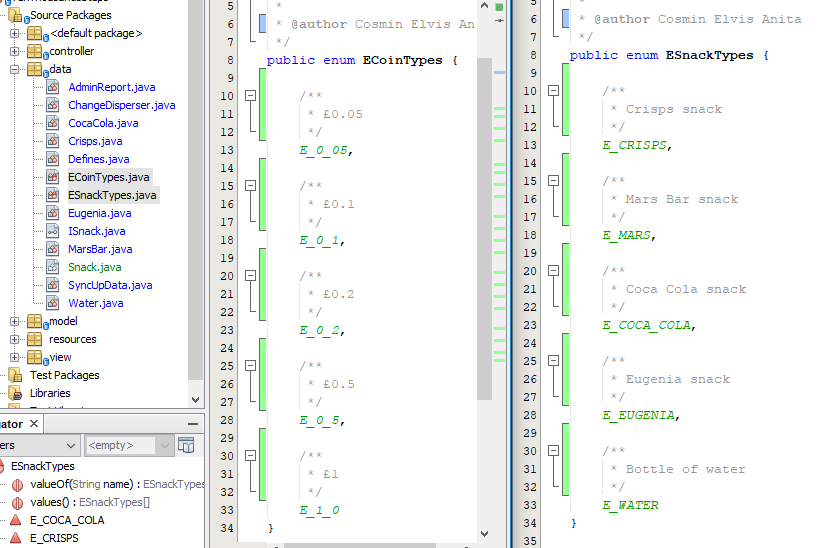 Source Packages
<default package>
controller
data
AdminReport.java
ChangeDisperser.java
CocaCola.java
Crisps.java
Defines.java
ECoinTypes.java
ESnackTypes.java
Eugenia.java
ISnack.java
MarsBar.java
Snack.java
SyncUpData.java
Water.java
model
resources
view
Test Packages
Libraries
gator
ers
<empty>
ESnackTypes
valueOf(String name) : ESnackTypes
values() : ESnackTypes[]
E_COCA_COLA
E_CRISPS
5 *
6 * @author Cosmin Elvis An
7 */
8 public enum ECoinTypes {
9
10 /**
11 * £0.05
12 */
13 E_0_05,
14
15 /**
16 * £0.1
17 */
18 E_0_1,
19
20 /**
21 * £0.2
22 */
23 E_0_2,
24
25 /**
26 * £0.5
27 */
28 E_0_5,
29
30 /**
31 * £1
32 */
33 E_1_0
34 }
5 *
6 * @author Cosmin Elvis Anita
7 */
8 public enum ESnackTypes {
9
10 /**
11 * Crisps snack
12 */
13 E_CRISPS,
14
15 /**
16 * Mars Bar snack
17 */
18 E_MARS,
19
20 /**
21 * Coca Cola snack
22 */
23 E_COCA_COLA,
24
25 /**
26 * Eugenia snack
27 */
28 E_EUGENIA,
29
30 /**
31 * Bottle of water
32 */
33 E_WATER
34 }
35